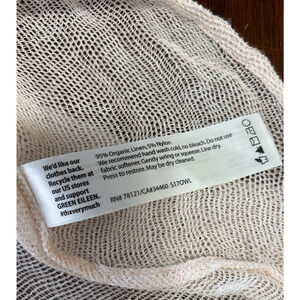 We'd like our
clothes back.
Recycle them at
our US stores
and support
GREEN EILEEN.
#thxverymuch
95% Organic Linen, 5% Nylon.
We recommend hand wash cold, no bleach. Do not use
fabric softener. Gently wring or squeeze. Line dry.
Press to restore. May be dry cleaned.
RN# 78121/CA#34460 S17OWL